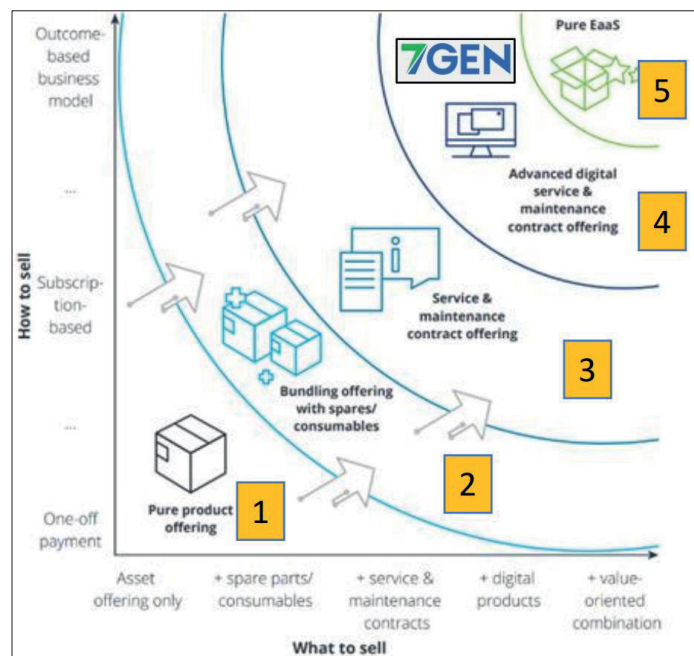 Outcome-
based
business
model
...
Subscrip-
tion-
based
...
One-off
payment
How to sell
7GEN
Pure EaaS
5
Advanced digital
service &
maintenance
contract offering
4
Service &
maintenance
contract offering
3
Bundling offering
with spares/
consumables
2
Pure product
offering
1
Asset
offering only
+ spare parts/
consumables
+ service &
maintenance
contracts
+ digital
products
+ value-
oriented
combination
What to sell